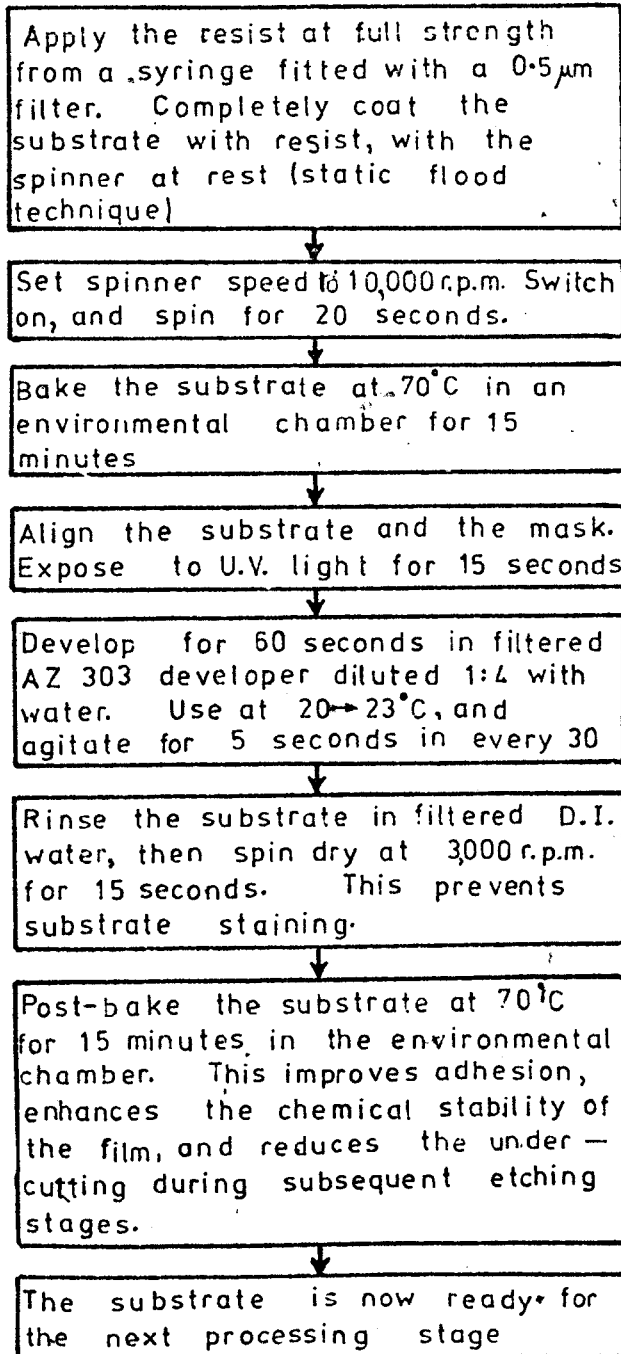 Apply the resist at full strength
from a syringe fitted with a 0·5µm
filter. Completely coat the
substrate with resist, with the
spinner at rest (static flood
technique)
Set spinner speed to 10,000 r.p.m. Switch
on, and spin for 20 seconds.
Bake the substrate at 70°C in an
environmental chamber for 15
minutes
Align the substrate and the mask.
Expose to U.V. light for 15 seconds
Develop for 60 seconds in filtered
AZ 303 developer diluted 1:4 with
water. Use at 20↔23°C, and
agitate for 5 seconds in every 30
Rinse the substrate in filtered D.I.
water, then spin dry at 3,000 r.p.m.
for 15 seconds. This prevents
substrate staining.
Post-bake the substrate at 70°C
for 15 minutes, in the environmental
chamber. This improves adhesion,
enhances the chemical stability of
the film, and reduces the under —
cutting during subsequent etching
stages.
The substrate is now ready for
the next processing stage